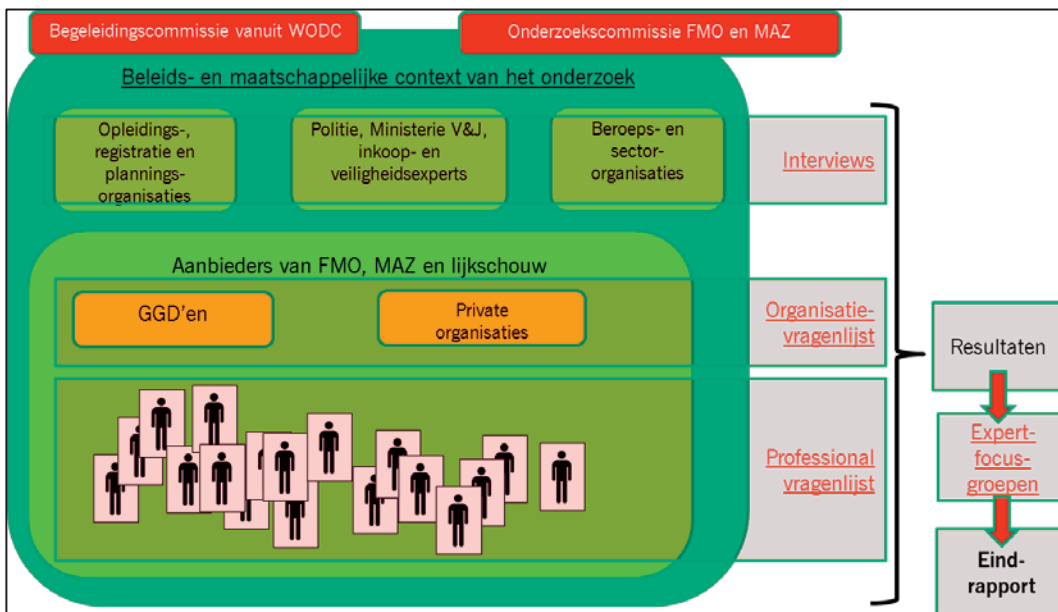 Begeleidingscommissie vanuit WODC
Onderzoekscommissie FMO en MAZ
Beleids- en maatschappelijke context van het onderzoek
Opleidings-,
registratie en
plannings-
organisaties
Politie, Ministerie V&J,
inkoop- en
veiligheidsexperts
Beroeps- en
sector-
organisaties
Interviews
Aanbieders van FMO, MAZ en lijkschouw
GGD'en
Private
organisaties
Organisatie-
vragenlijst
Professional
vragenlijst
Resultaten
Expert-
focus-
groepen
Eind-
rapport